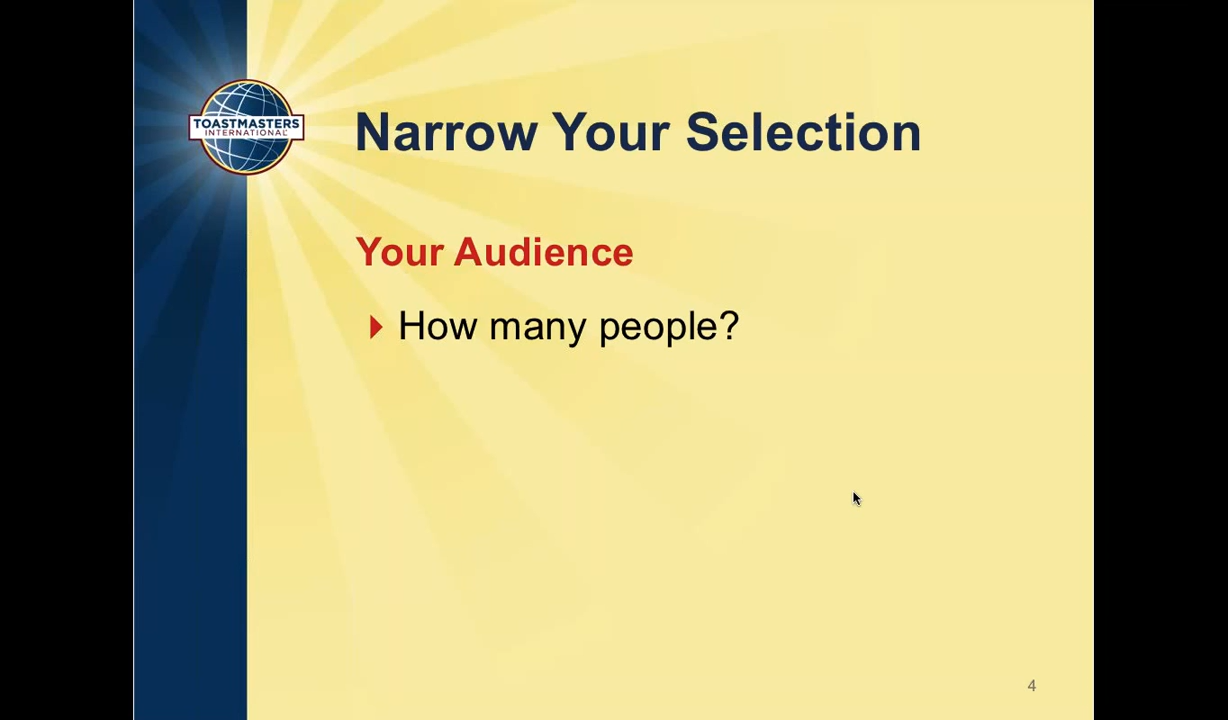 TOASTMASTERS
INTERNATIONAL
Narrow Your Selection
Your Audience
How many people?
4